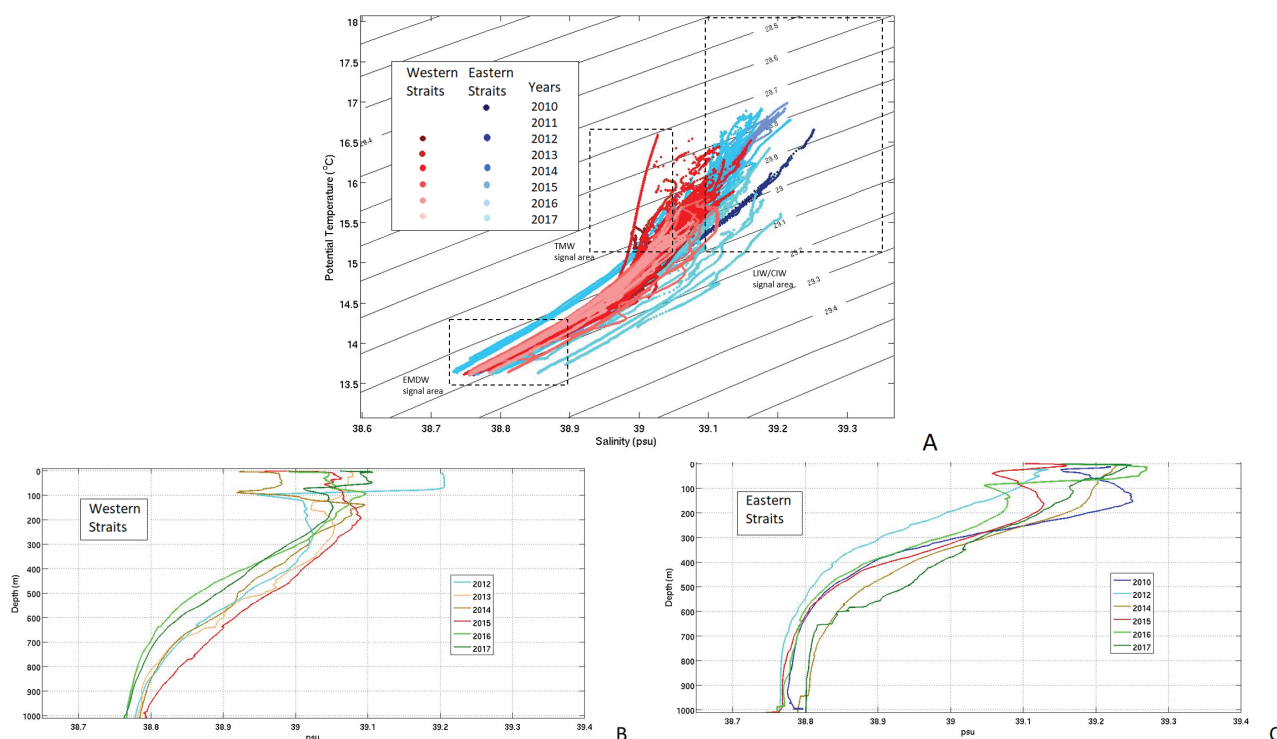 18
17.5
17
16.5
16
15.5
15
14.5
14
13.5
Potential Temperature (°C)
Western Straits
Eastern Straits
Years
2010
2011
2012
2013
2014
2015
2016
2017
28.4
28.5
28.6
28.7
28.8
29
29.1
29.2
29.3
29.4
TMW
signal area
LIW/CIW
signal area
EMDW
signal area
38.6 38.7 38.8 38.9 39 39.1 39.2 39.3
Salinity (psu)
A
0
100
200
300
400
500
600
700
800
900
1000
Depth (m)
Western
Straits
2012
2013
2014
2015
2016
2017
38.7 38.8 38.9 39 39.1 39.2 39.3 39.4
psu
B
0
100
200
300
400
500
600
700
800
900
1000
Depth (m)
Eastern
Straits
2010
2012
2014
2015
2016
2017
38.7 38.8 38.9 39 39.1 39.2 39.3 39.4
psu